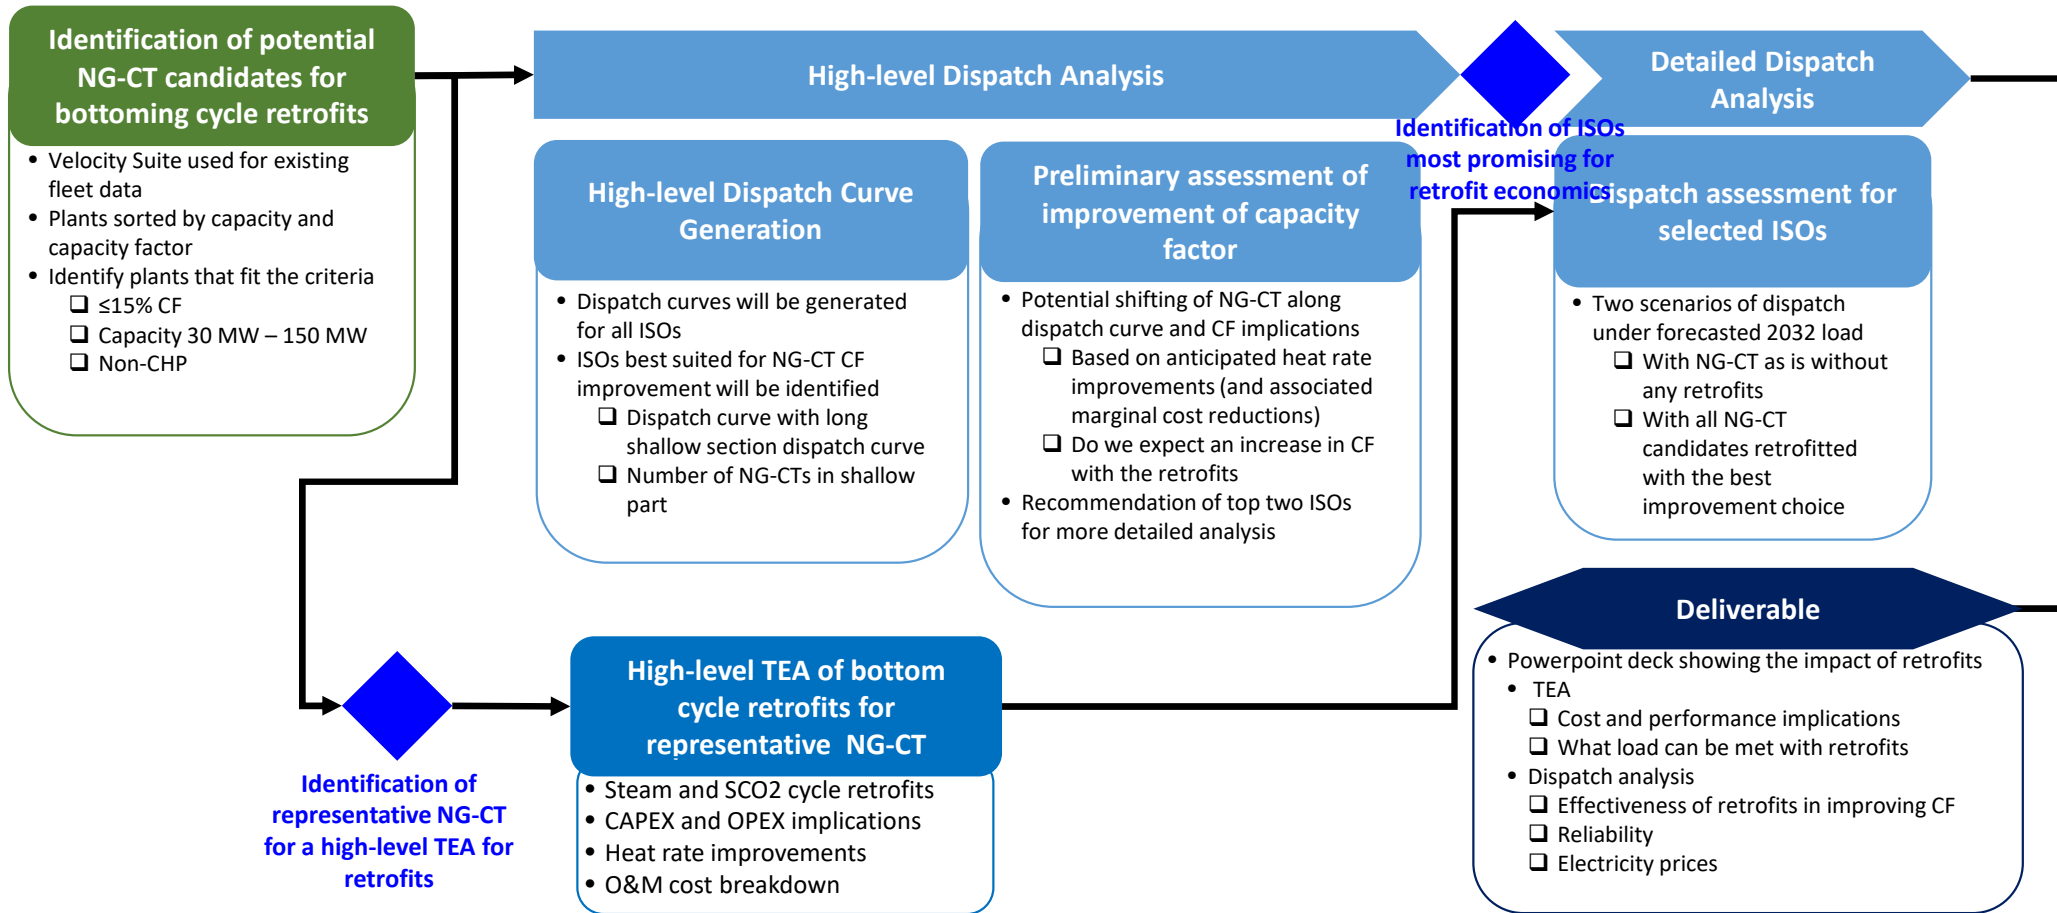 Identification of potential
NG-CT candidates for
bottoming cycle retrofits
• Velocity Suite used for existing
fleet data
• Plants sorted by capacity and
capacity factor
• Identify plants that fit the criteria
❑ ≤15% CF
❑ Capacity 30 MW – 150 MW
❑ Non-CHP
High-level Dispatch Analysis
High-level Dispatch Curve
Generation
• Dispatch curves will be generated
for all ISOs
• ISOs best suited for NG-CT CF
improvement will be identified
❑ Dispatch curve with long
shallow section dispatch curve
❑ Number of NG-CTs in shallow
part
Preliminary assessment of
improvement of capacity
factor
• Potential shifting of NG-CT along
dispatch curve and CF implications
❑ Based on anticipated heat rate
improvements (and associated
marginal cost reductions)
❑ Do we expect an increase in CF
with the retrofits
• Recommendation of top two ISOs
for more detailed analysis
Identification of ISOs
most promising for
retrofit economics
Detailed Dispatch
Analysis
Dispatch assessment for
selected ISOs
• Two scenarios of dispatch
under forecasted 2032 load
❑ With NG-CT as is without
any retrofits
❑ With all NG-CT
candidates retrofitted
with the best
improvement choice
Identification of
representative NG-CT
for a high-level TEA for
retrofits
High-level TEA of bottom
cycle retrofits for
representative NG-CT
• Steam and SCO2 cycle retrofits
• CAPEX and OPEX implications
• Heat rate improvements
• O&M cost breakdown
Deliverable
• Powerpoint deck showing the impact of retrofits
• TEA
❑ Cost and performance implications
❑ What load can be met with retrofits
• Dispatch analysis
❑ Effectiveness of retrofits in improving CF
❑ Reliability
❑ Electricity prices